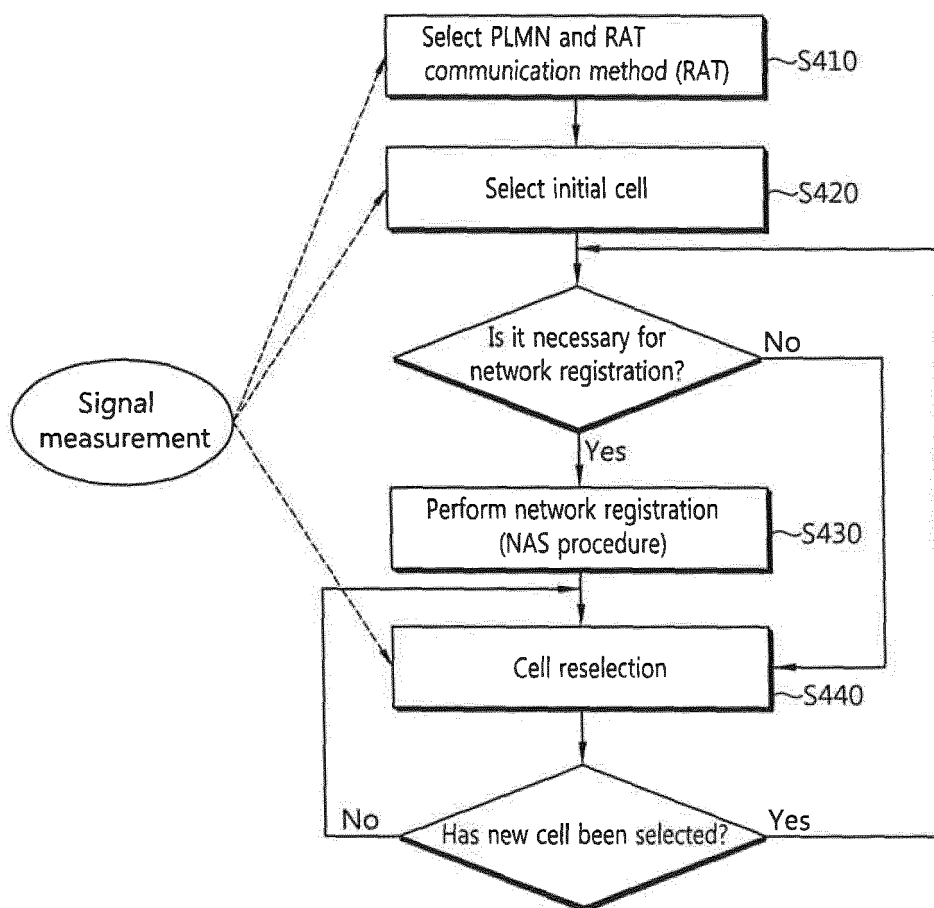 Select PLMN and RAT
communication method (RAT)
S410
Select initial cell
S420
Is it necessary for
network registration?
No
Yes
Signal
measurement
Perform network registration
(NAS procedure)
S430
Cell reselection
S440
Has new cell been selected?
No
Yes